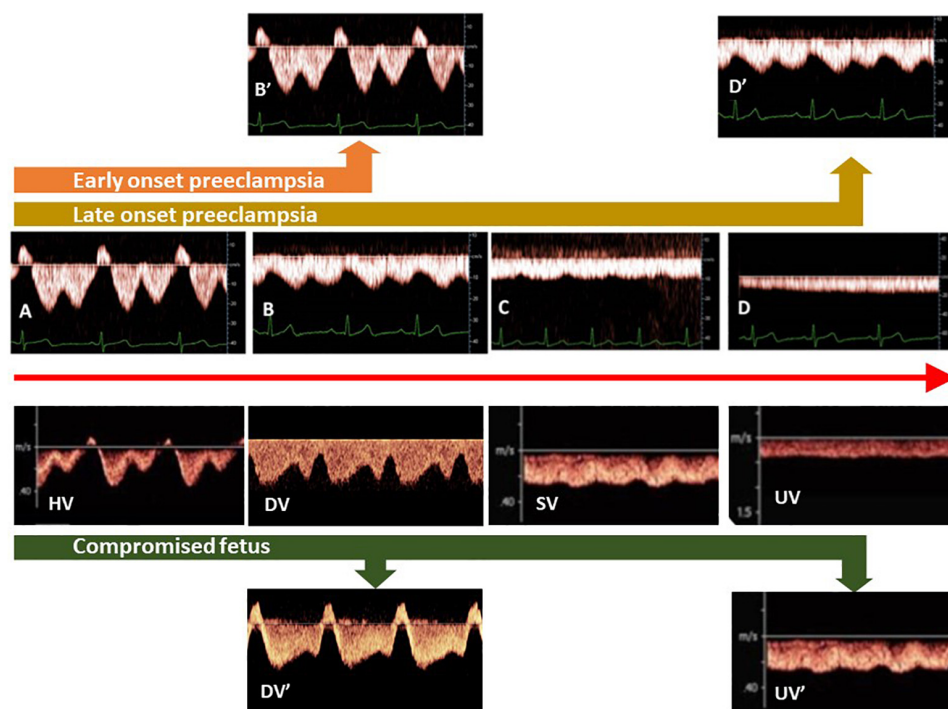 B’
D’
Early onset preeclampsia
Late onset preeclampsia
A
B
C
D
m/s
.40
HV
DV
.40
SV
m/s
1.5
UV
Compromised fetus
DV’
m/s
.40
UV’